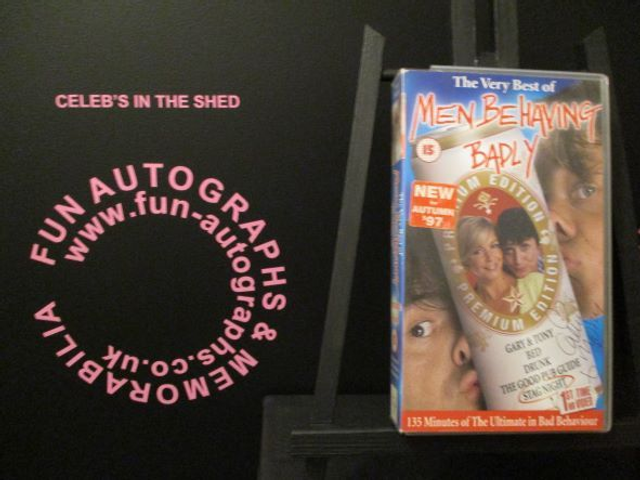 CELEB'S IN THE SHED
FUN AUTOGRAPHS & MEMORABILIA
www.fun-autographs.co.uk
The Very Best of
MEN BEHAVING
BADLY
15
NEW
for
AUTUMN
'97
PREMIUM EDITION & PREMIUM EDITION
GARY & TONY
BED
DRUNK
THE GOOD PUB GUIDE
STAG NIGHT
1ST TIME
ON VIDEO
135 Minutes of The Ultimate in Bad Behaviour